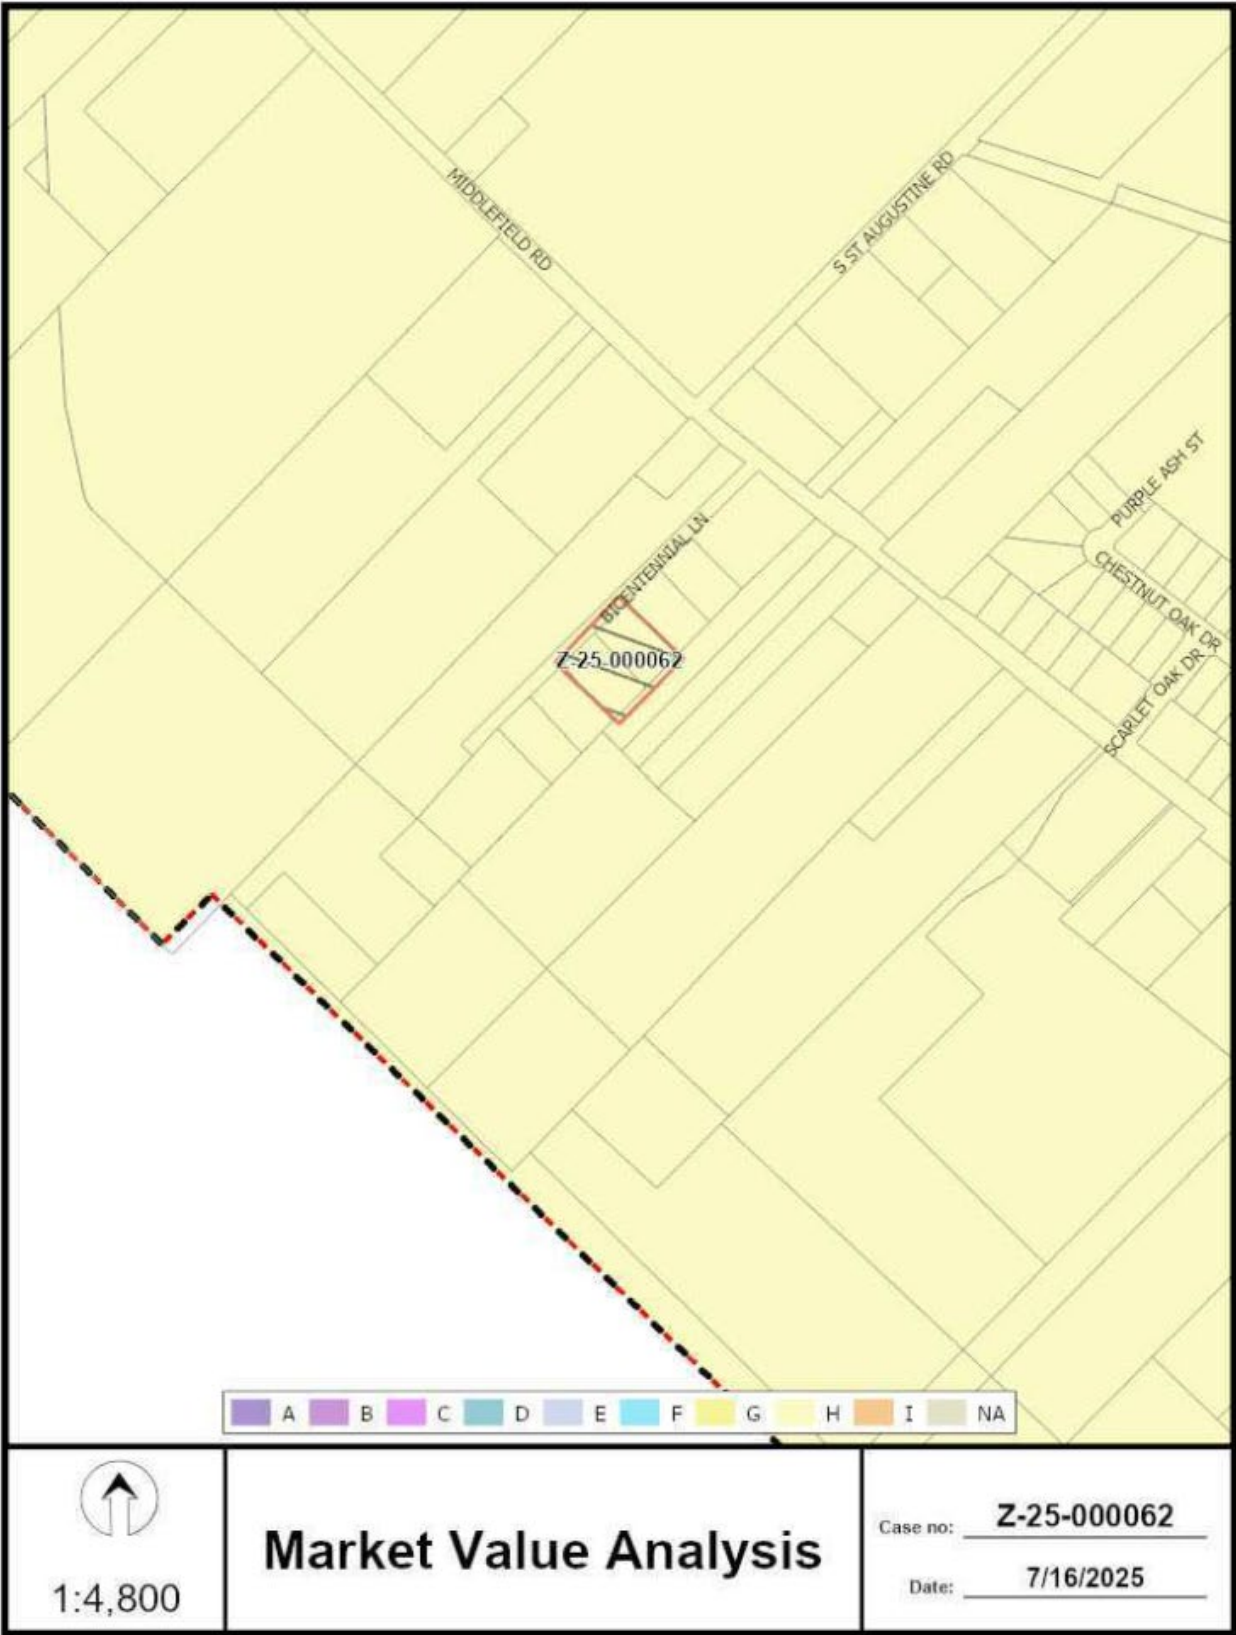 MIDDLEFIELD RD
S ST AUGUSTINE RD
PURPLE ASH ST
CHESTNUT OAK DR
SCARLET OAK DR
BICENTENNIAL LN
Z-25-000062
A B C D E F G H I NA
1:4,800
Market Value Analysis
Case no: Z-25-000062
Date: 7/16/2025